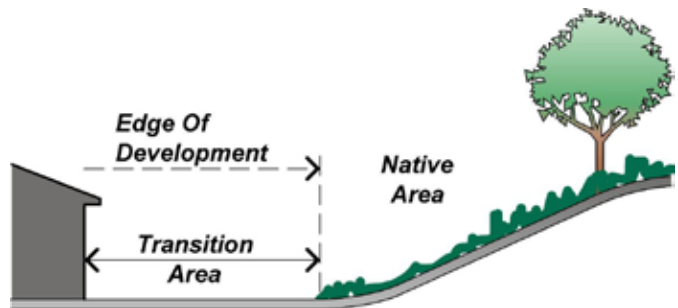 Edge Of
Development
Native
Area
Transition
Area